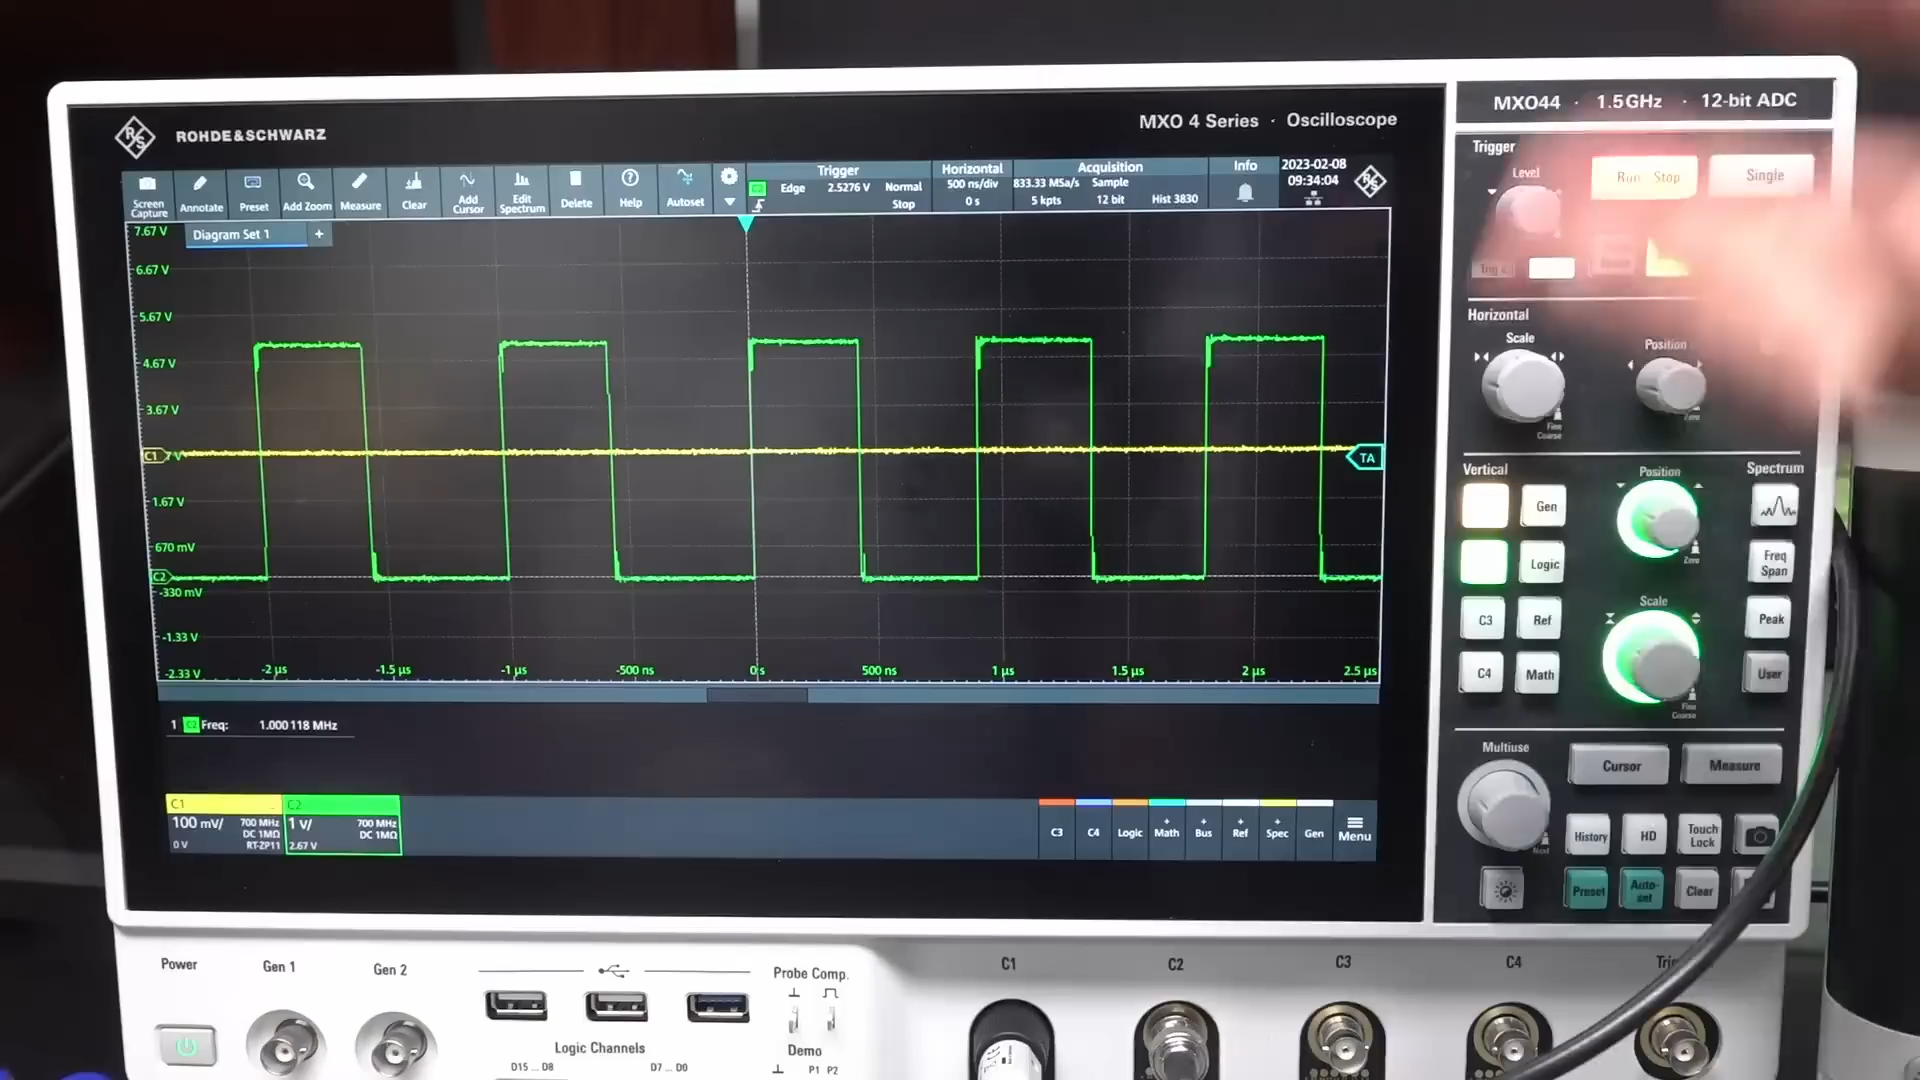 MXO44 · 1.5GHz · 12-bit ADC
ROHDE&SCHWARZ
MXO 4 Series · Oscilloscope
Screen Capture
Annotate
Preset
Add Zoom
Measure
Clear
Add Cursor
Edit Spectrum
Delete
Help
Autoset
Trigger
C2 Edge 2.5276 V Normal
Stop
Horizontal
500 ns/div
0 s
Acquisition
833.33 MSa/s Sample
5 kpts 12 bit Hist 3830
Info
2023-02-08
09:34:04
Diagram Set 1 +
7.67 V
6.67 V
5.67 V
4.67 V
3.67 V
C1
TA
1.67 V
670 mV
C2
-330 mV
-1.33 V
-2.33 V
-2 µs -1.5 µs -1 µs -500 ns 0 s 500 ns 1 µs 1.5 µs 2 µs 2.5 µs
1 C2 Freq: 1.000 118 MHz
C1
100 mV/ 700 MHz
DC 1MΩ
0 V RT-ZP11
C2
1 V/ 700 MHz
DC 1MΩ
2.67 V
C3 C4 Logic + Math + Bus + Ref + Spec Gen Menu
Trigger
Level
Run Stop
Single
Horizontal
Scale
Position
Fine
Coarse
Zero
Vertical
Position
Spectrum
Gen
Logic
Zero
Freq Span
C3 Ref
Scale
Peak
C4 Math
User
Fine
Coarse
Multiuse
Cursor
Measure
Next
History
HD
Touch Lock
Preset
Auto-set
Clear
Power
Gen 1
Gen 2
Probe Comp.
C1
C2
C3
C4
Logic Channels
D15 ... D8 D7 ... D0
Demo
P1 P2